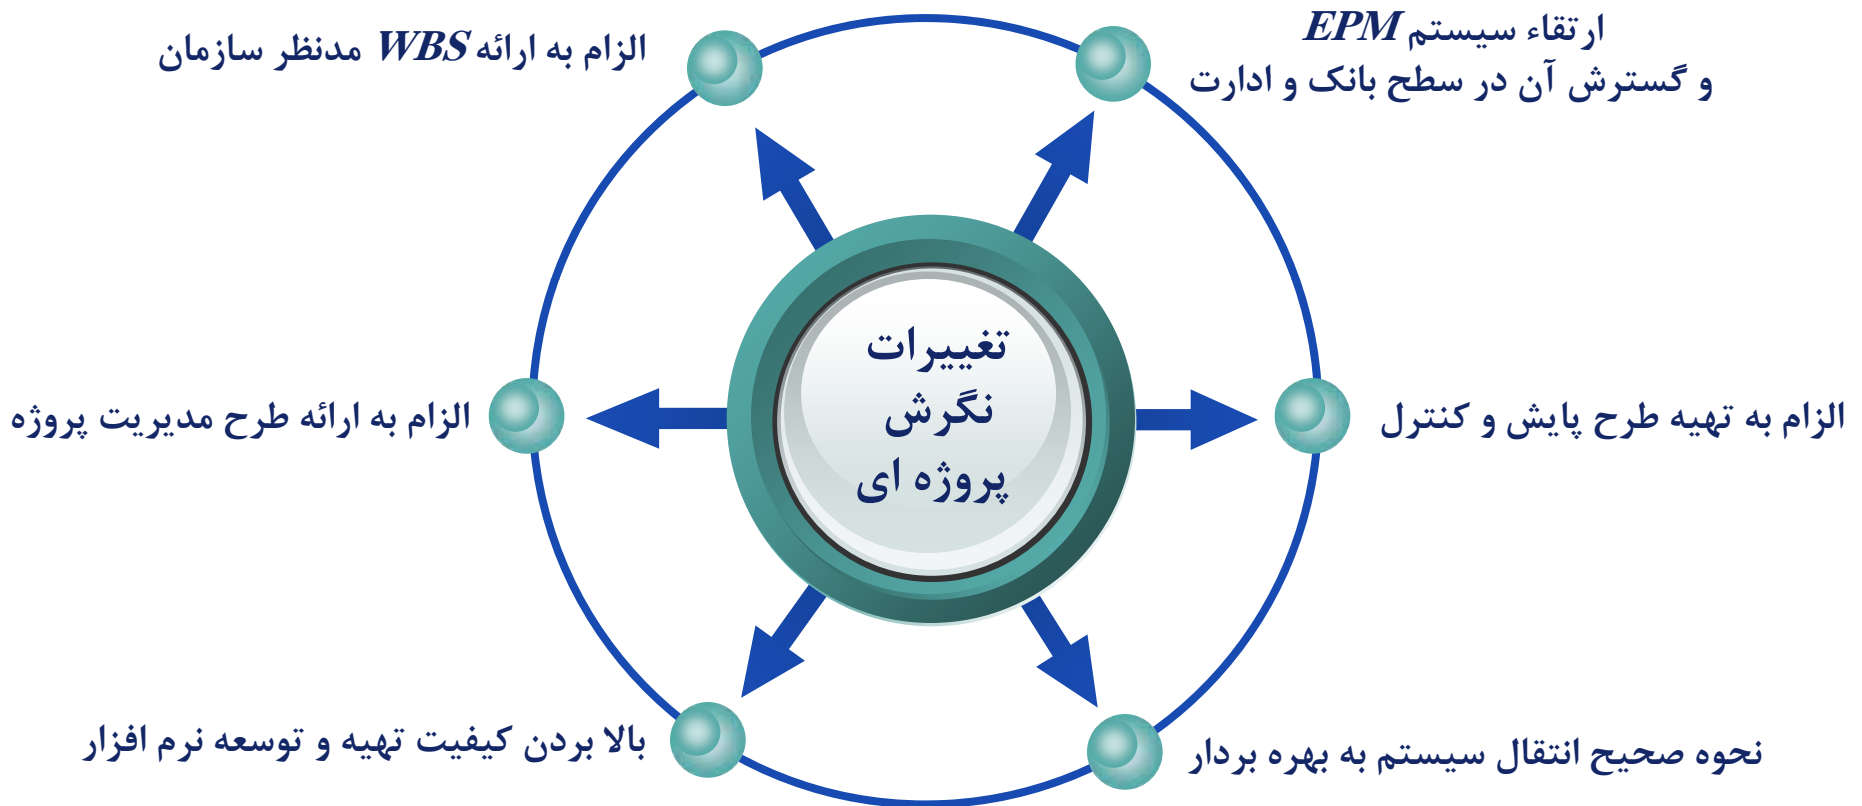 ارتقاء سیستم EPM
و گسترش آن در سطح بانک و ادارت
الزام به ارائه WBS مدنظر سازمان
تغییرات
نگرش
پروژه ای
الزام به تهیه طرح پایش و کنترل
الزام به ارائه طرح مدیریت پروژه
نحوه صحیح انتقال سیستم به بهره بردار
بالا بردن کیفیت تهیه و توسعه نرم افزار